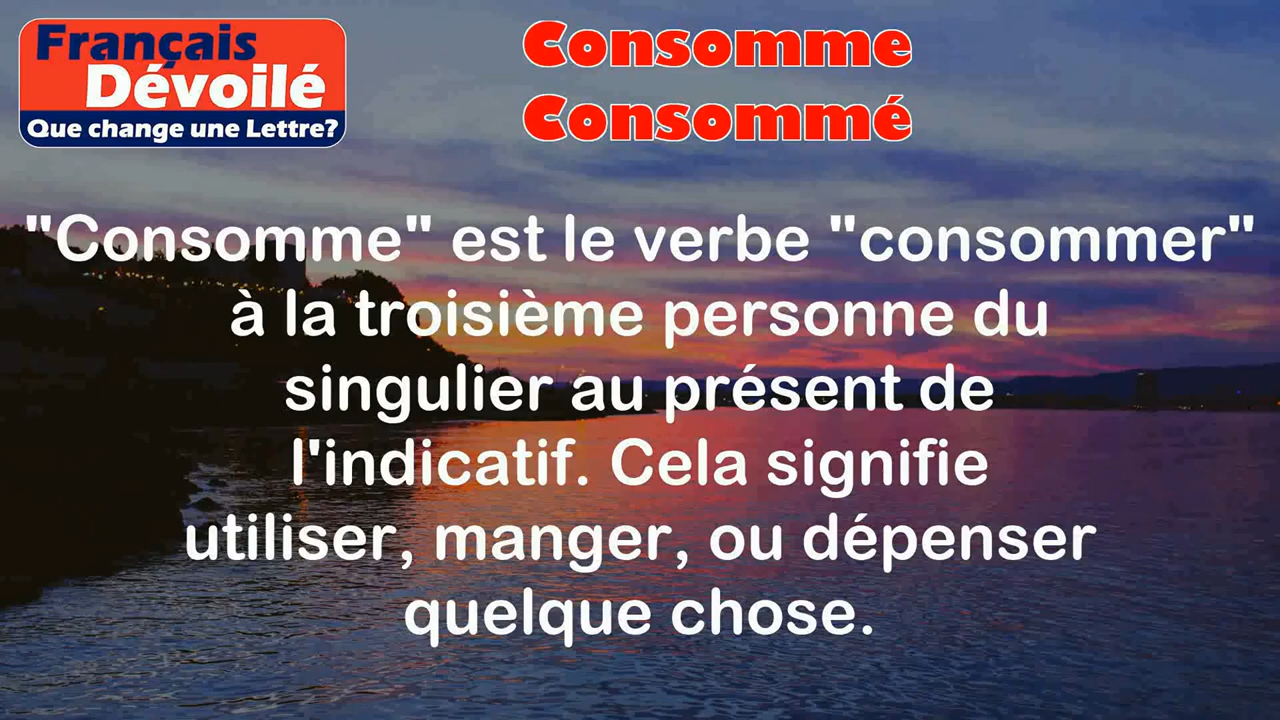 Français
Dévoilé
Que change une Lettre?
Consomme
Consommé
"Consomme" est le verbe "consommer"
à la troisième personne du
singulier au présent de
l'indicatif. Cela signifie
utiliser, manger, ou dépenser
quelque chose.